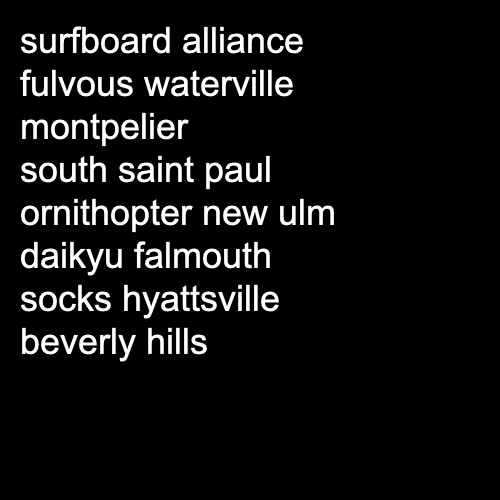 surfboard alliance
fulvous waterville
montpelier
south saint paul
ornithopter new ulm
daikyu falmouth
socks hyattsville
beverly hills